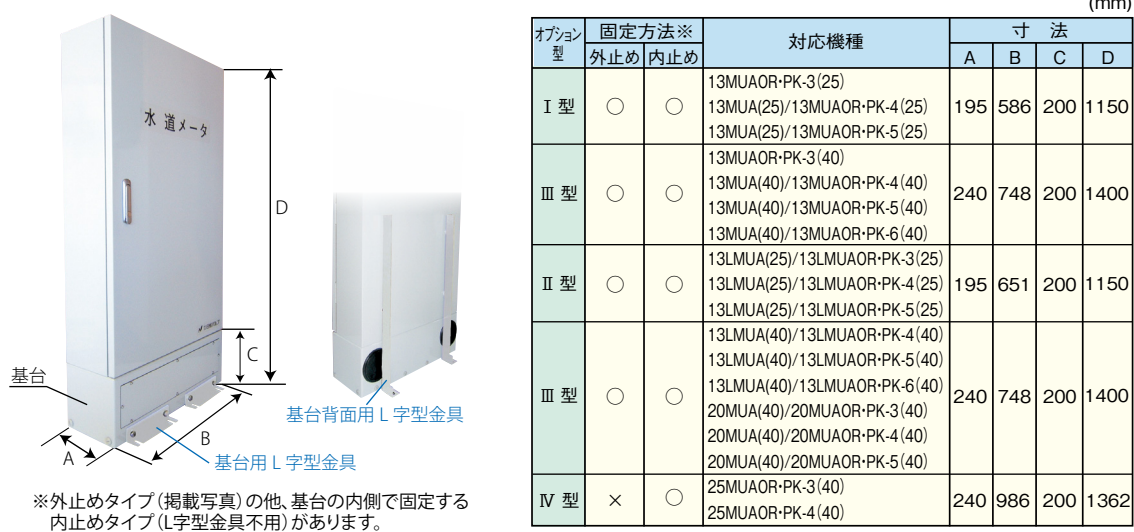 水道メータ
D
C
基台
A
B
基台背面用L字型金具
基台用L字型金具
※外止めタイプ(掲載写真)の他、基台の内側で固定する
内止めタイプ(L字型金具不用)があります。
(mm)
オプション型 固定方法※ 対応機種 寸 法
外止め 内止め A B C D
Ⅰ型 ○ ○ 195 586 200 1150
13MUAOR・PK-3(25)
13MUA(25)/13MUAOR・PK-4(25)
13MUA(25)/13MUAOR・PK-5(25)
Ⅲ型 ○ ○ 240 748 200 1400
13MUAOR・PK-3(40)
13MUA(40)/13MUAOR・PK-4(40)
13MUA(40)/13MUAOR・PK-5(40)
13MUA(40)/13MUAOR・PK-6(40)
Ⅱ型 ○ ○ 195 651 200 1150
13LMUA(25)/13LMUAOR・PK-3(25)
13LMUA(25)/13LMUAOR・PK-4(25)
13LMUA(25)/13LMUAOR・PK-5(25)
Ⅲ型 ○ ○ 240 748 200 1400
13LMUA(40)/13LMUAOR・PK-4(40)
13LMUA(40)/13LMUAOR・PK-5(40)
13LMUA(40)/13LMUAOR・PK-6(40)
20MUA(40)/20MUAOR・PK-3(40)
20MUA(40)/20MUAOR・PK-4(40)
20MUA(40)/20MUAOR・PK-5(40)
Ⅳ型 × ○ 240 986 200 1362
25MUAOR・PK-3(40)
25MUAOR・PK-4(40)